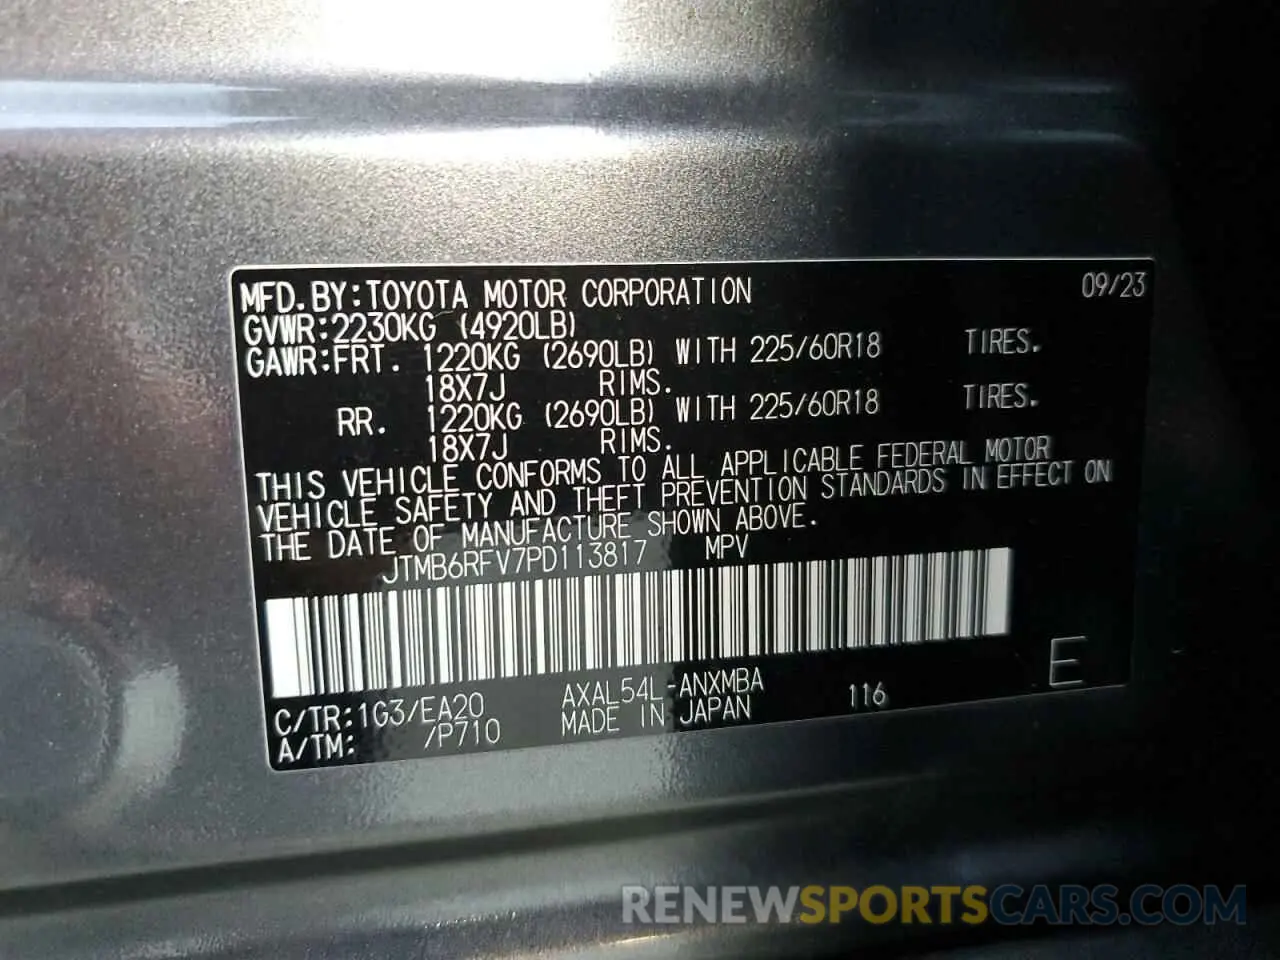 MFD.BY:TOYOTA MOTOR CORPORATION 09/23
GVWR:2230KG (4920LB)
GAWR:FRT. 1220KG (2690LB) WITH 225/60R18 TIRES.
18X7J RIMS.
RR. 1220KG (2690LB) WITH 225/60R18 TIRES.
18X7J RIMS.
THIS VEHICLE CONFORMS TO ALL APPLICABLE FEDERAL MOTOR
VEHICLE SAFETY AND THEFT PREVENTION STANDARDS IN EFFECT ON
THE DATE OF MANUFACTURE SHOWN ABOVE.
JTMB6RFV7PD113817 MPV
E
C/TR:1G3/EA20 AXAL54L-ANXMBA 116
A/TM: /P710 MADE IN JAPAN
RENEWSPORTSCARS.COM